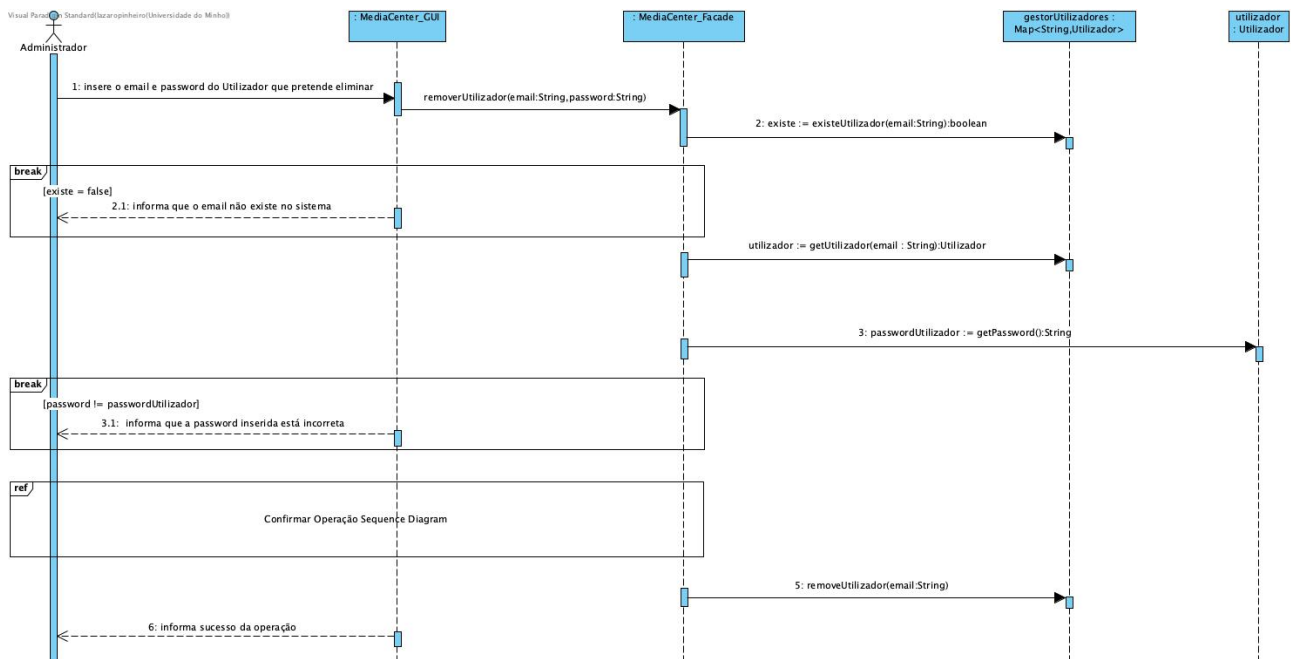 Visual Paradigm Standard(lazaropinheiro(Universidade do Minho))
Administrador
: MediaCenter_GUI
: MediaCenter_Facade
gestorUtilizadores :
Map<String,Utilizador>
utilizador
: Utilizador
1: insere o email e password do Utilizador que pretende eliminar
removerUtilizador(email:String,password:String)
2: existe := existeUtilizador(email:String):boolean
break
[existe = false]
2.1: informa que o email não existe no sistema
utilizador := getUtilizador(email : String):Utilizador
3: passwordUtilizador := getPassword():String
break
[password != passwordUtilizador]
3.1: informa que a password inserida está incorreta
ref
Confirmar Operação Sequence Diagram
5: removeUtilizador(email:String)
6: informa sucesso da operação